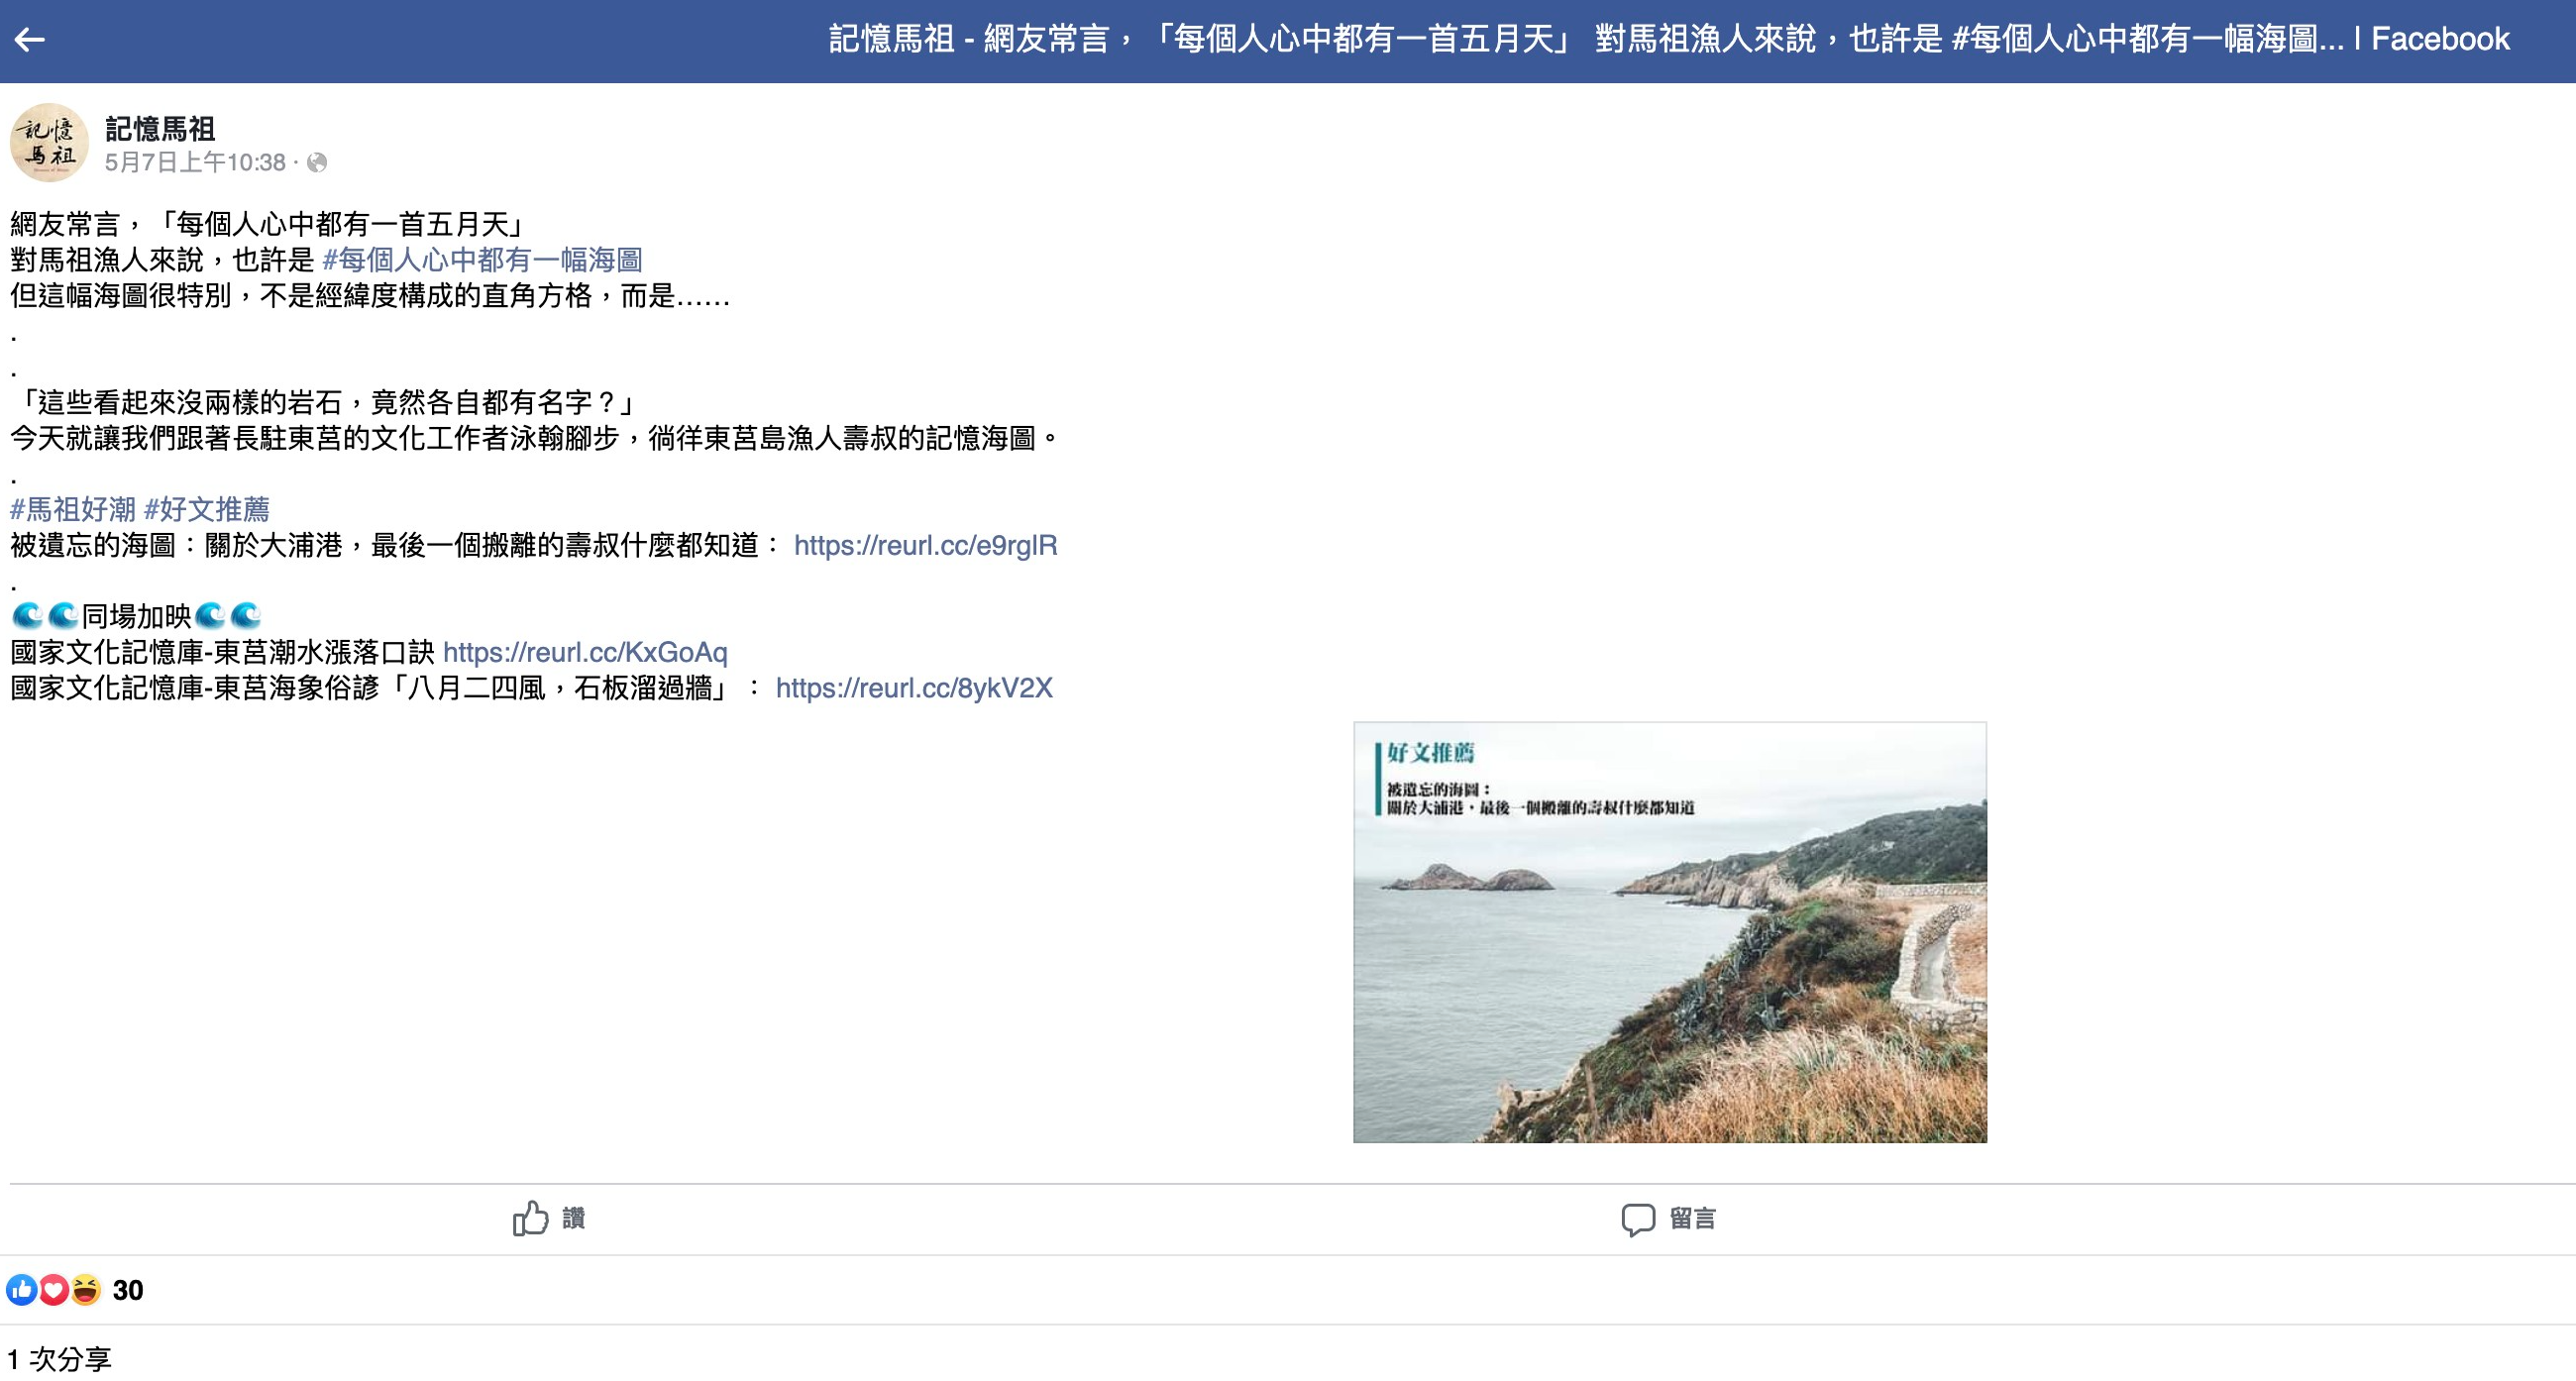 記憶馬祖 - 網友常言，「每個人心中都有一首五月天」 對馬祖漁人來說，也許是 #每個人心中都有一幅海圖... | Facebook
記憶
馬祖
記憶馬祖
5月7日上午10:38 ·
網友常言，「每個人心中都有一首五月天」
對馬祖漁人來說，也許是 #每個人心中都有一幅海圖
但這幅海圖很特別，不是經緯度構成的直角方格，而是……
.
.
「這些看起來沒兩樣的岩石，竟然各自都有名字？」
今天就讓我們跟著長駐東莒的文化工作者泳翰腳步，徜徉東莒島漁人壽叔的記憶海圖。
.
#馬祖好潮 #好文推薦
被遺忘的海圖：關於大浦港，最後一個搬離的壽叔什麼都知道： https://reurl.cc/e9rglR
.
🌊🌊同場加映🌊🌊
國家文化記憶庫-東莒潮水漲落口訣 https://reurl.cc/KxGoAq
國家文化記憶庫-東莒海象俗諺「八月二四風，石板溜過牆」： https://reurl.cc/8ykV2X
好文推薦
被遺忘的海圖：
關於大浦港，最後一個搬離的壽叔什麼都知道
讚
留言
30
1 次分享